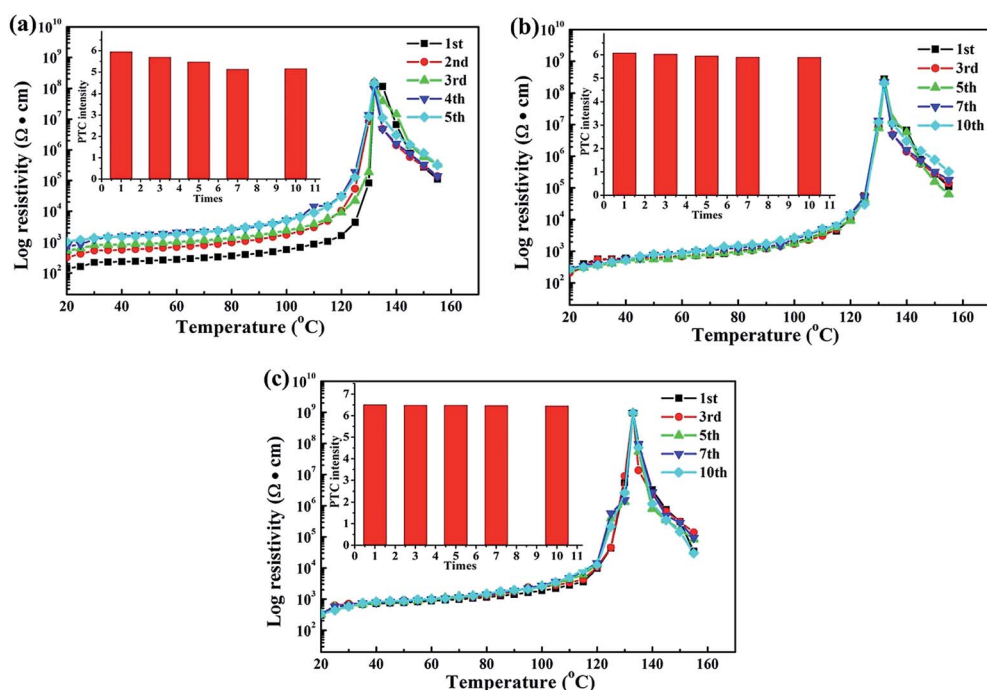 (a)
10^10
10^9
10^8
10^7
10^6
10^5
10^4
10^3
10^2
Log resistivity (Ω • cm)
20 40 60 80 100 120 140 160
Temperature (°C)
PTC intensity
6
5
4
3
2
1
0
0 1 2 3 4 5 6 7 8 9 10 11
Times
1st
2nd
3rd
4th
5th
(b)
10^10
10^9
10^8
10^7
10^6
10^5
10^4
10^3
10^2
Log resistivity (Ω • cm)
20 40 60 80 100 120 140 160
Temperature (°C)
PTC intensity
7
6
5
4
3
2
1
0
0 1 2 3 4 5 6 7 8 9 10 11
Times
1st
3rd
5th
7th
10th
(c)
10^10
10^9
10^8
10^7
10^6
10^5
10^4
10^3
10^2
Log resistivity (Ω • cm)
20 40 60 80 100 120 140 160
Temperature (°C)
PTC intensity
7
6
5
4
3
2
1
0
0 1 2 3 4 5 6 7 8 9 10 11
Times
1st
3rd
5th
7th
10th